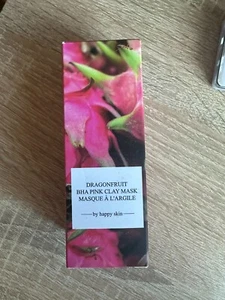 DRAGONFRUIT
BHA PINK CLAY MASK
MASQUE À L'ARGILE
by happy skin